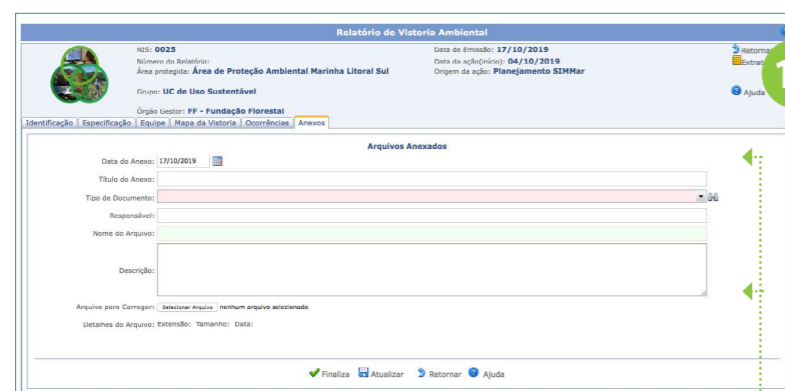 Relatório de Vistoria Ambiental
NIS: 0025
Data de Emissão: 17/10/2019
Retornar
Número do Relatório:
Data da ação(início): 04/10/2019
Extrato
Área protegida: Área de Proteção Ambiental Marinha Litoral Sul
Origem da ação: Planejamento SIMMar
1
Grupo: UC de Uso Sustentável
Ajuda
Órgão Gestor: FF - Fundação Florestal
Identificação Especificação Equipe Mapa da Vistoria Ocorrências Anexos
Arquivos Anexados
Data do Anexo: 17/10/2019
Título do Anexo:
Tipo de Documento:
Responsável:
Nome do Arquivo:
Descrição:
Arquivo para Carregar: Selecionar Arquivo nenhum arquivo selecionado
Detalhes do Arquivo: Extensão: Tamanho: Data:
Finaliza Atualizar Retornar Ajuda